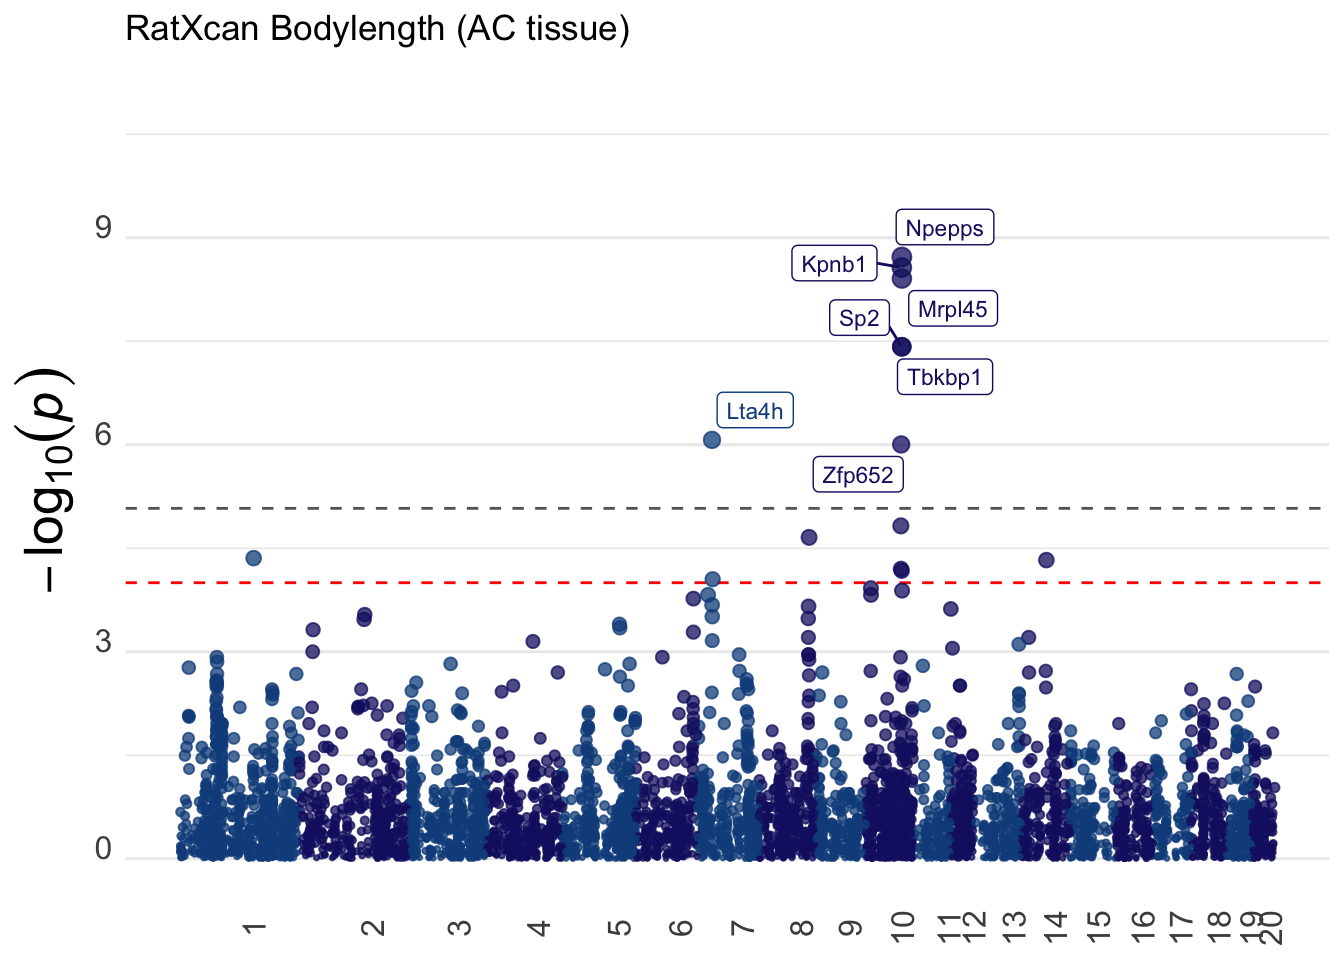 RatXcan Bodylength (AC tissue)
−log10(p)
9
6
3
0
Npepps
Kpnb1
Mrpl45
Sp2
Tbkbp1
Lta4h
Zfp652
1
2
3
4
5
6
7
8
9
10
11
12
13
14
15
16
17
18
19
20